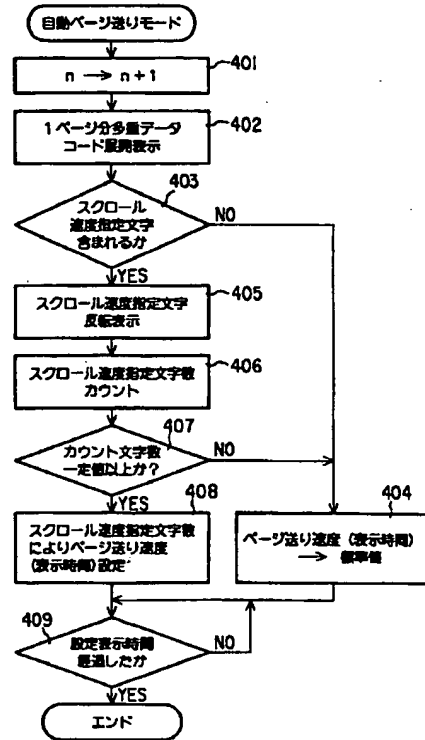 自動ページ送りモード
n → n+1
401
1ページ分多重データ
コード展開表示
402
403
スクロール
速度指定文字
含まれるか
NO
YES
スクロール速度指定文字
反転表示
405
スクロール速度指定文字数
カウント
406
407
カウント文字数
一定値以上か?
NO
YES
408
スクロール速度指定文字数
によりページ送り速度
(表示時間)設定
404
ページ送り速度(表示時間)
→ 標準値
409
設定表示時間
経過したか
NO
YES
エンド